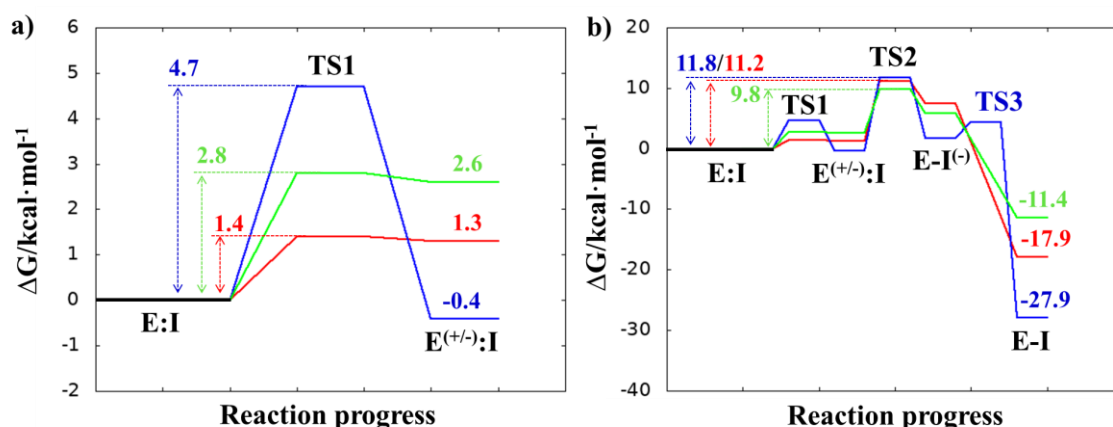 a)
ΔG/kcal·mol⁻¹
6
5
4
3
2
1
0
-1
-2
4.7
TS1
2.8
2.6
1.4
1.3
-0.4
E:I
E(+/-):I
Reaction progress
b)
ΔG/kcal·mol⁻¹
20
10
0
-10
-20
-30
-40
11.8/11.2
9.8
TS1
TS2
TS3
E:I
E(+/-):I
E-I(-)
-11.4
-17.9
-27.9
E-I
Reaction progress